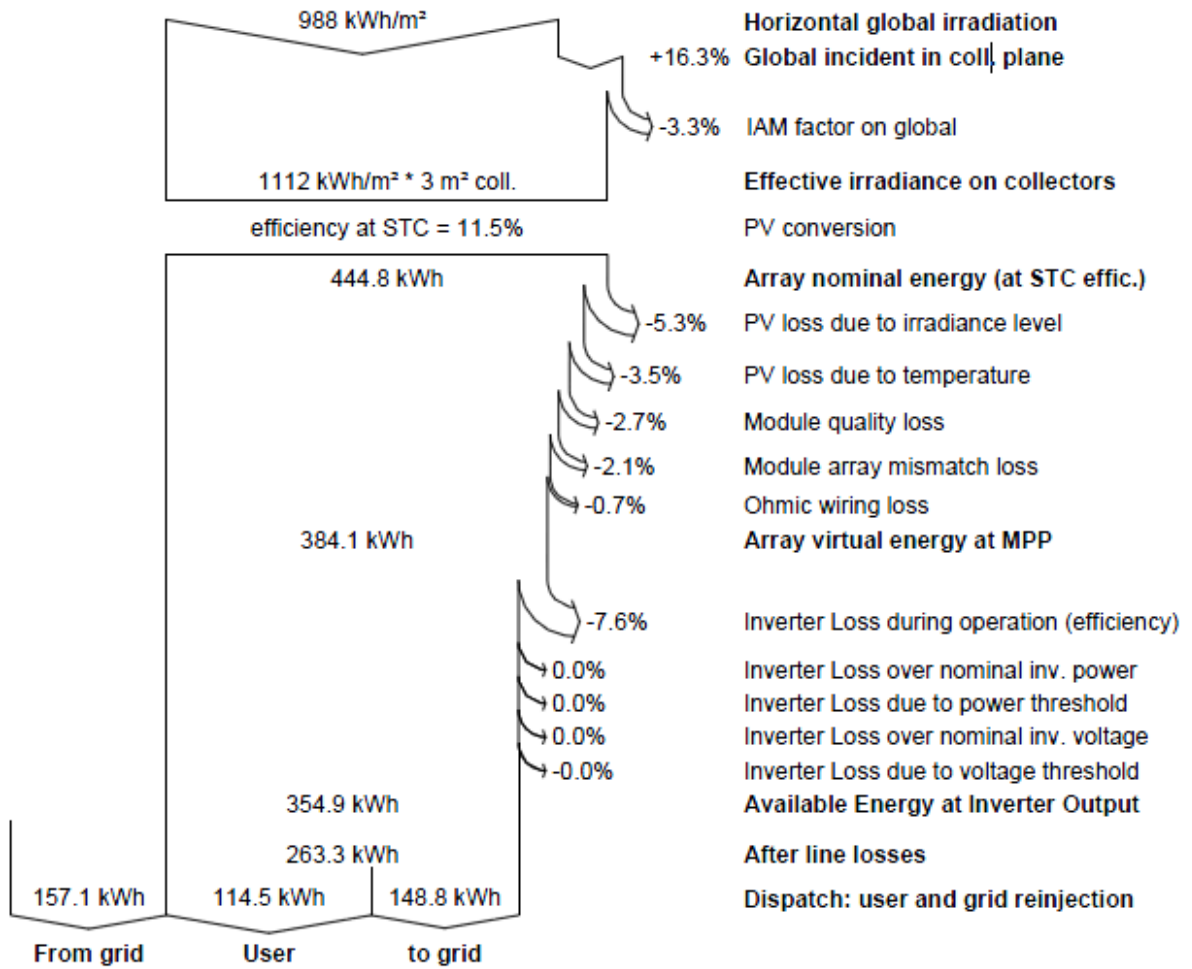 988 kWh/m² Horizontal global irradiation
+16.3% Global incident in coll. plane
-3.3% IAM factor on global
1112 kWh/m² * 3 m² coll. Effective irradiance on collectors
efficiency at STC = 11.5% PV conversion
444.8 kWh Array nominal energy (at STC effic.)
-5.3% PV loss due to irradiance level
-3.5% PV loss due to temperature
-2.7% Module quality loss
-2.1% Module array mismatch loss
-0.7% Ohmic wiring loss
384.1 kWh Array virtual energy at MPP
-7.6% Inverter Loss during operation (efficiency)
0.0% Inverter Loss over nominal inv. power
0.0% Inverter Loss due to power threshold
0.0% Inverter Loss over nominal inv. voltage
-0.0% Inverter Loss due to voltage threshold
354.9 kWh Available Energy at Inverter Output
263.3 kWh After line losses
157.1 kWh 114.5 kWh 148.8 kWh Dispatch: user and grid reinjection
From grid User to grid